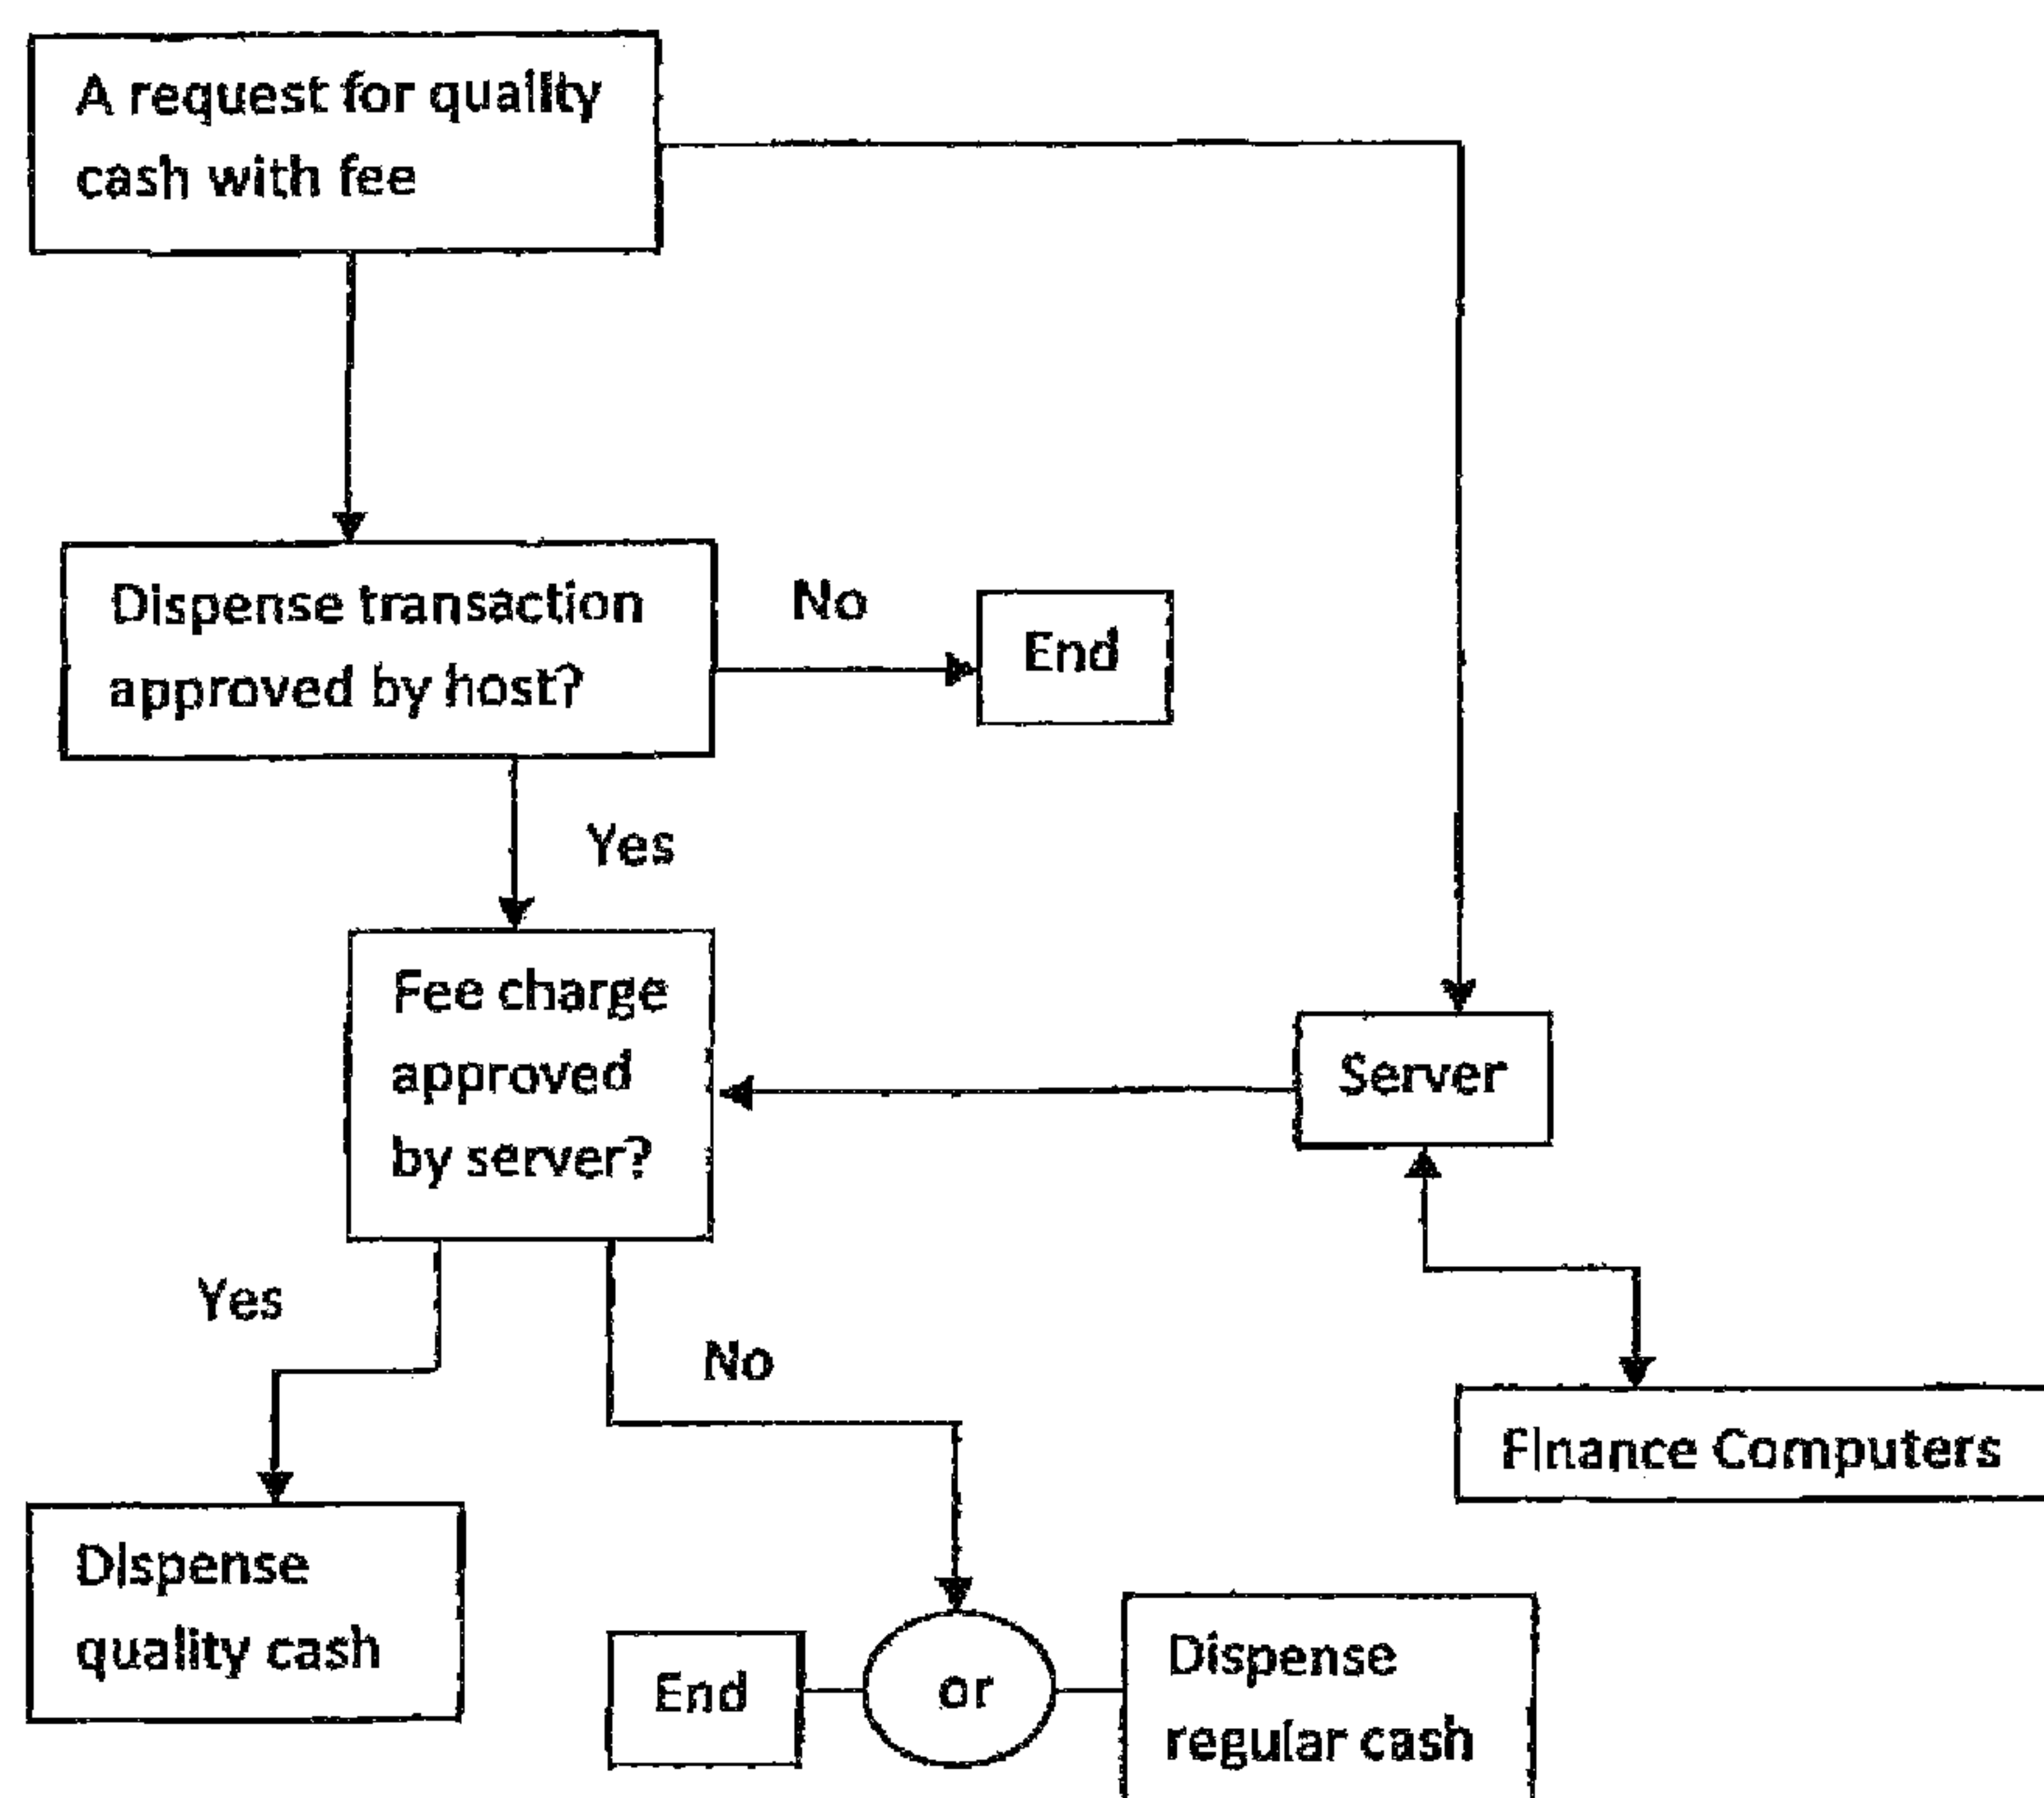 A request for quality
cash with fee
Dispense transaction
approved by host?
No
End
Yes
Fee charge
approved
by server?
Server
Yes
No
Finance Computers
Dispense
quality cash
End
or
Dispense
regular cash